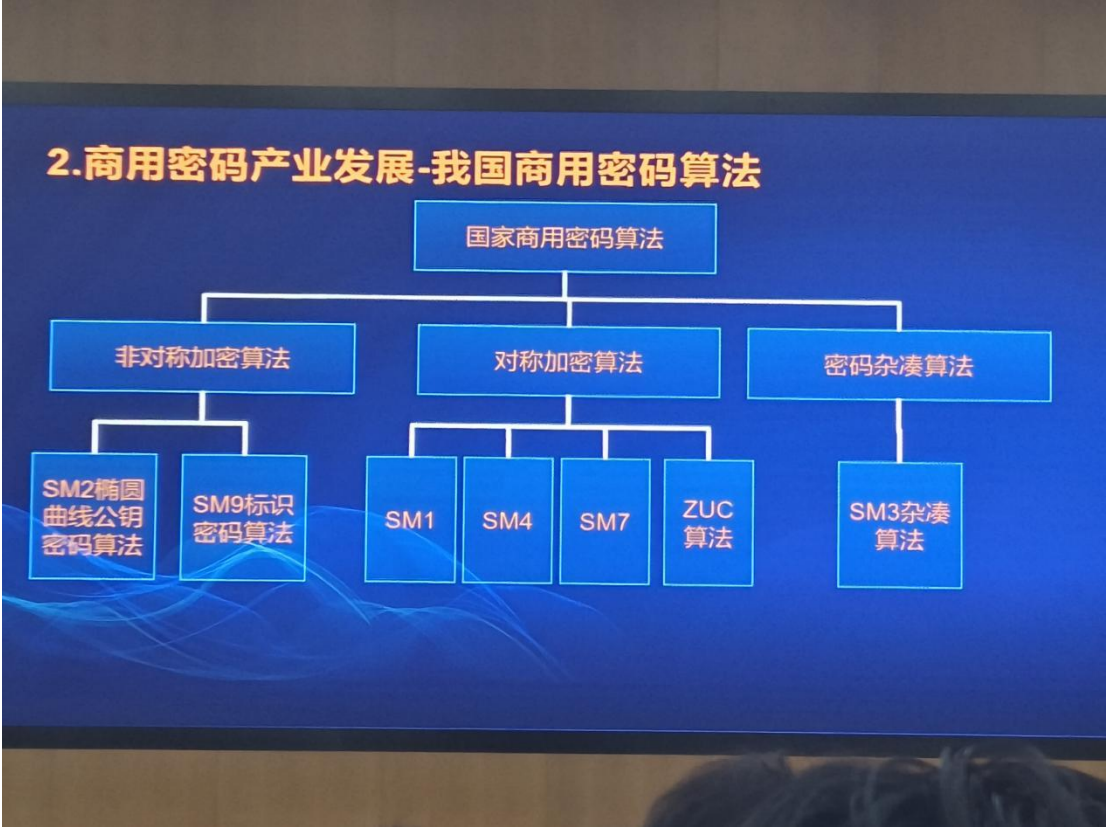 2.商用密码产业发展-我国商用密码算法
国家商用密码算法
非对称加密算法
对称加密算法
密码杂凑算法
SM2椭圆
曲线公钥
密码算法
SM9标识
密码算法
SM1
SM4
SM7
ZUC
算法
SM3杂凑
算法